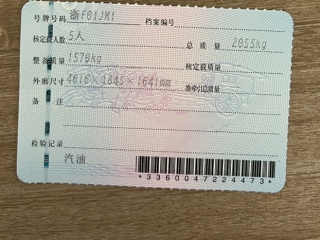 号牌号码 浙F01JM1 档案编号
核定载人数 5人 总质量 2055kg
整备质量 1576kg 核定载质量
外廓尺寸 4616×1845×1641mm 准牵引总质量
备注
检验记录
汽油
*3360047224473*